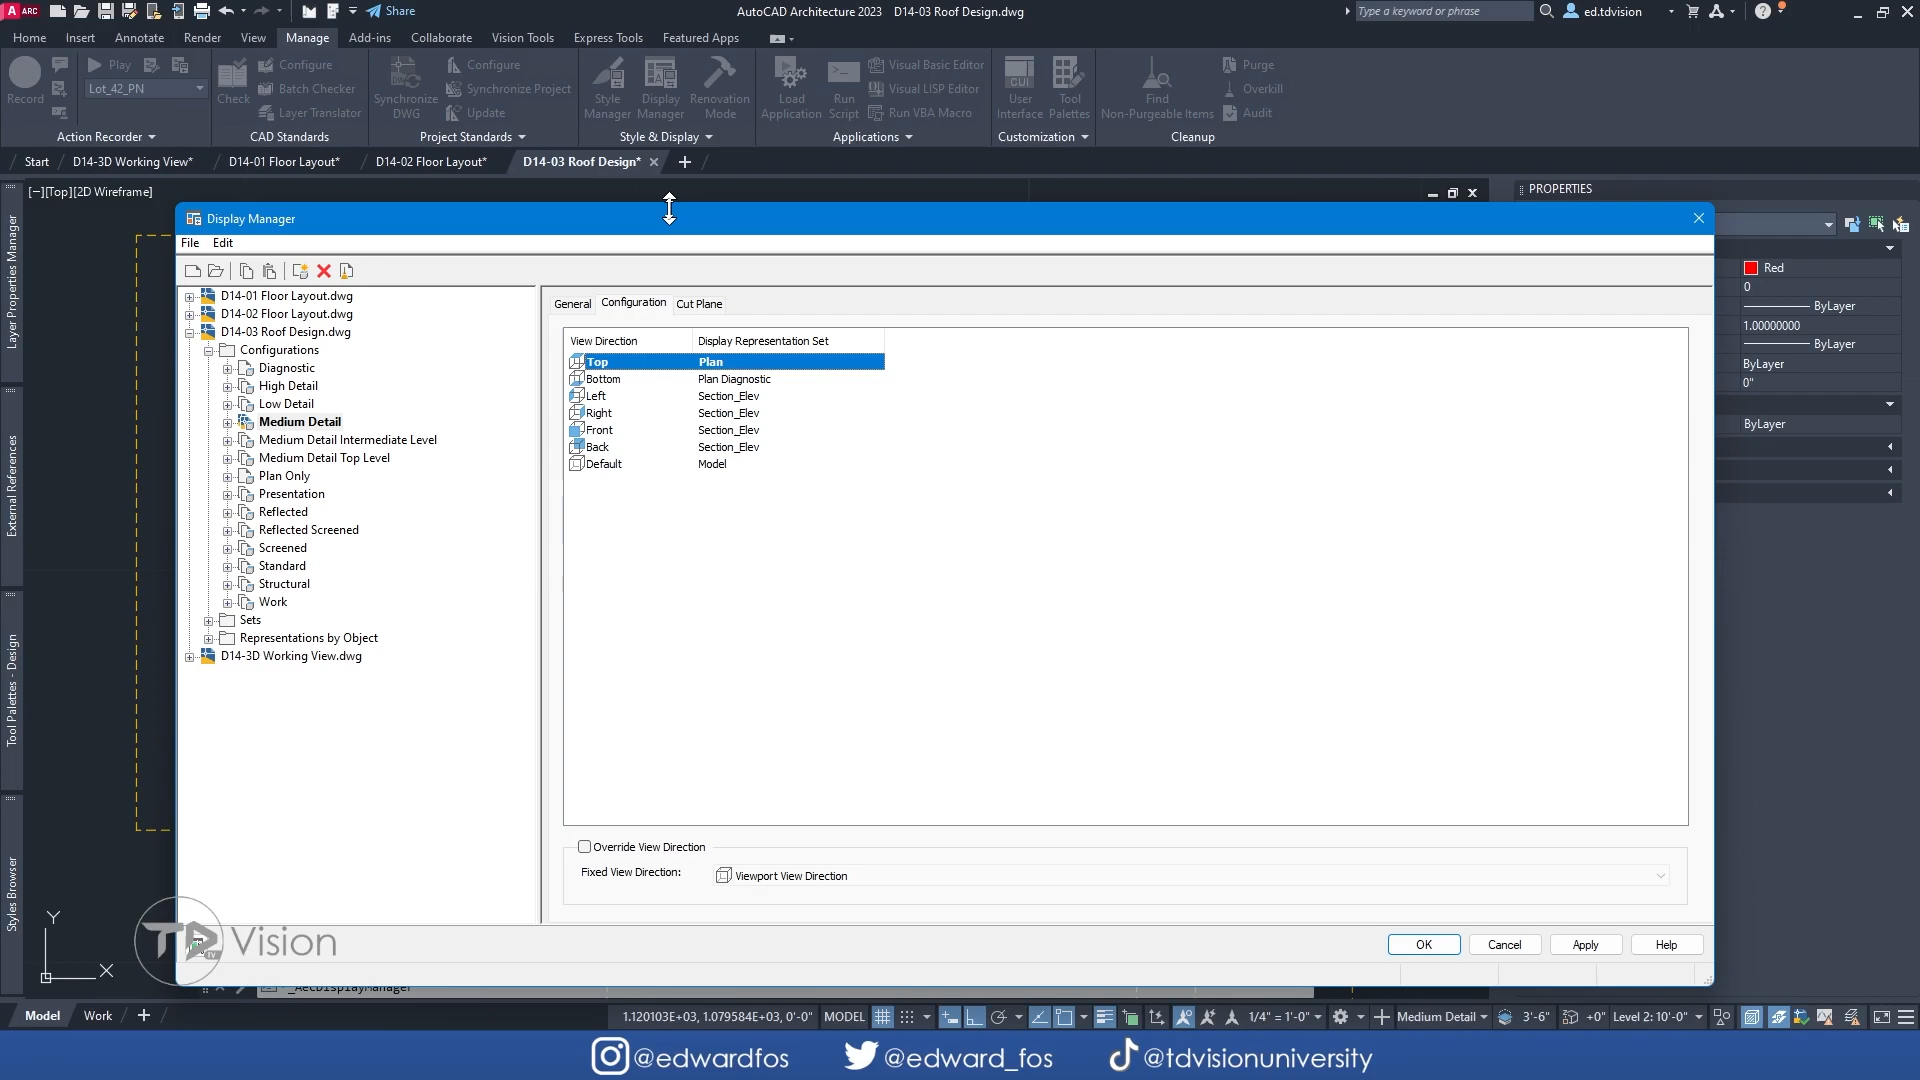 A ARC
Share
AutoCAD Architecture 2023 D14-03 Roof Design.dwg
Type a keyword or phrase
ed.tdvision
Home Insert Annotate Render View Manage Add-ins Collaborate Vision Tools Express Tools Featured Apps
Play
Configure
Configure
Visual Basic Editor
Purge
Lot_42_PN
Batch Checker
Synchronize Project
Visual LISP Editor
Overkill
Record
Check
Layer Translator
Synchronize DWG
Update
Style Manager
Display Manager
Renovation Mode
Load Application
Run Script
Run VBA Macro
CUI
User Interface
Tool Palettes
Find Non-Purgeable Items
Audit
Action Recorder
CAD Standards
Project Standards
Style & Display
Applications
Customization
Cleanup
Start D14-3D Working View* D14-01 Floor Layout* D14-02 Floor Layout* D14-03 Roof Design*
[−][Top][2D Wireframe]
PROPERTIES
Display Manager
File Edit
Layer Properties Manager
External References
Tool Palettes - Design
Styles Browser
D14-01 Floor Layout.dwg
D14-02 Floor Layout.dwg
D14-03 Roof Design.dwg
Configurations
Diagnostic
High Detail
Low Detail
Medium Detail
Medium Detail Intermediate Level
Medium Detail Top Level
Plan Only
Presentation
Reflected
Reflected Screened
Screened
Standard
Structural
Work
Sets
Representations by Object
D14-3D Working View.dwg
General Configuration Cut Plane
View Direction Display Representation Set
Top Plan
Bottom Plan Diagnostic
Left Section_Elev
Right Section_Elev
Front Section_Elev
Back Section_Elev
Default Model
Override View Direction
Fixed View Direction: Viewport View Direction
OK Cancel Apply Help
Red
0
ByLayer
1.00000000
ByLayer
ByLayer
0"
ByLayer
Y
X
TD Vision
tv
_AecDisplayManager
Model Work
1.120103E+03, 1.079584E+03, 0'-0" MODEL 1/4" = 1'-0" Medium Detail 3'-6" +0" Level 2: 10'-0"
@edwardfos @edward_fos @tdvisionuniversity